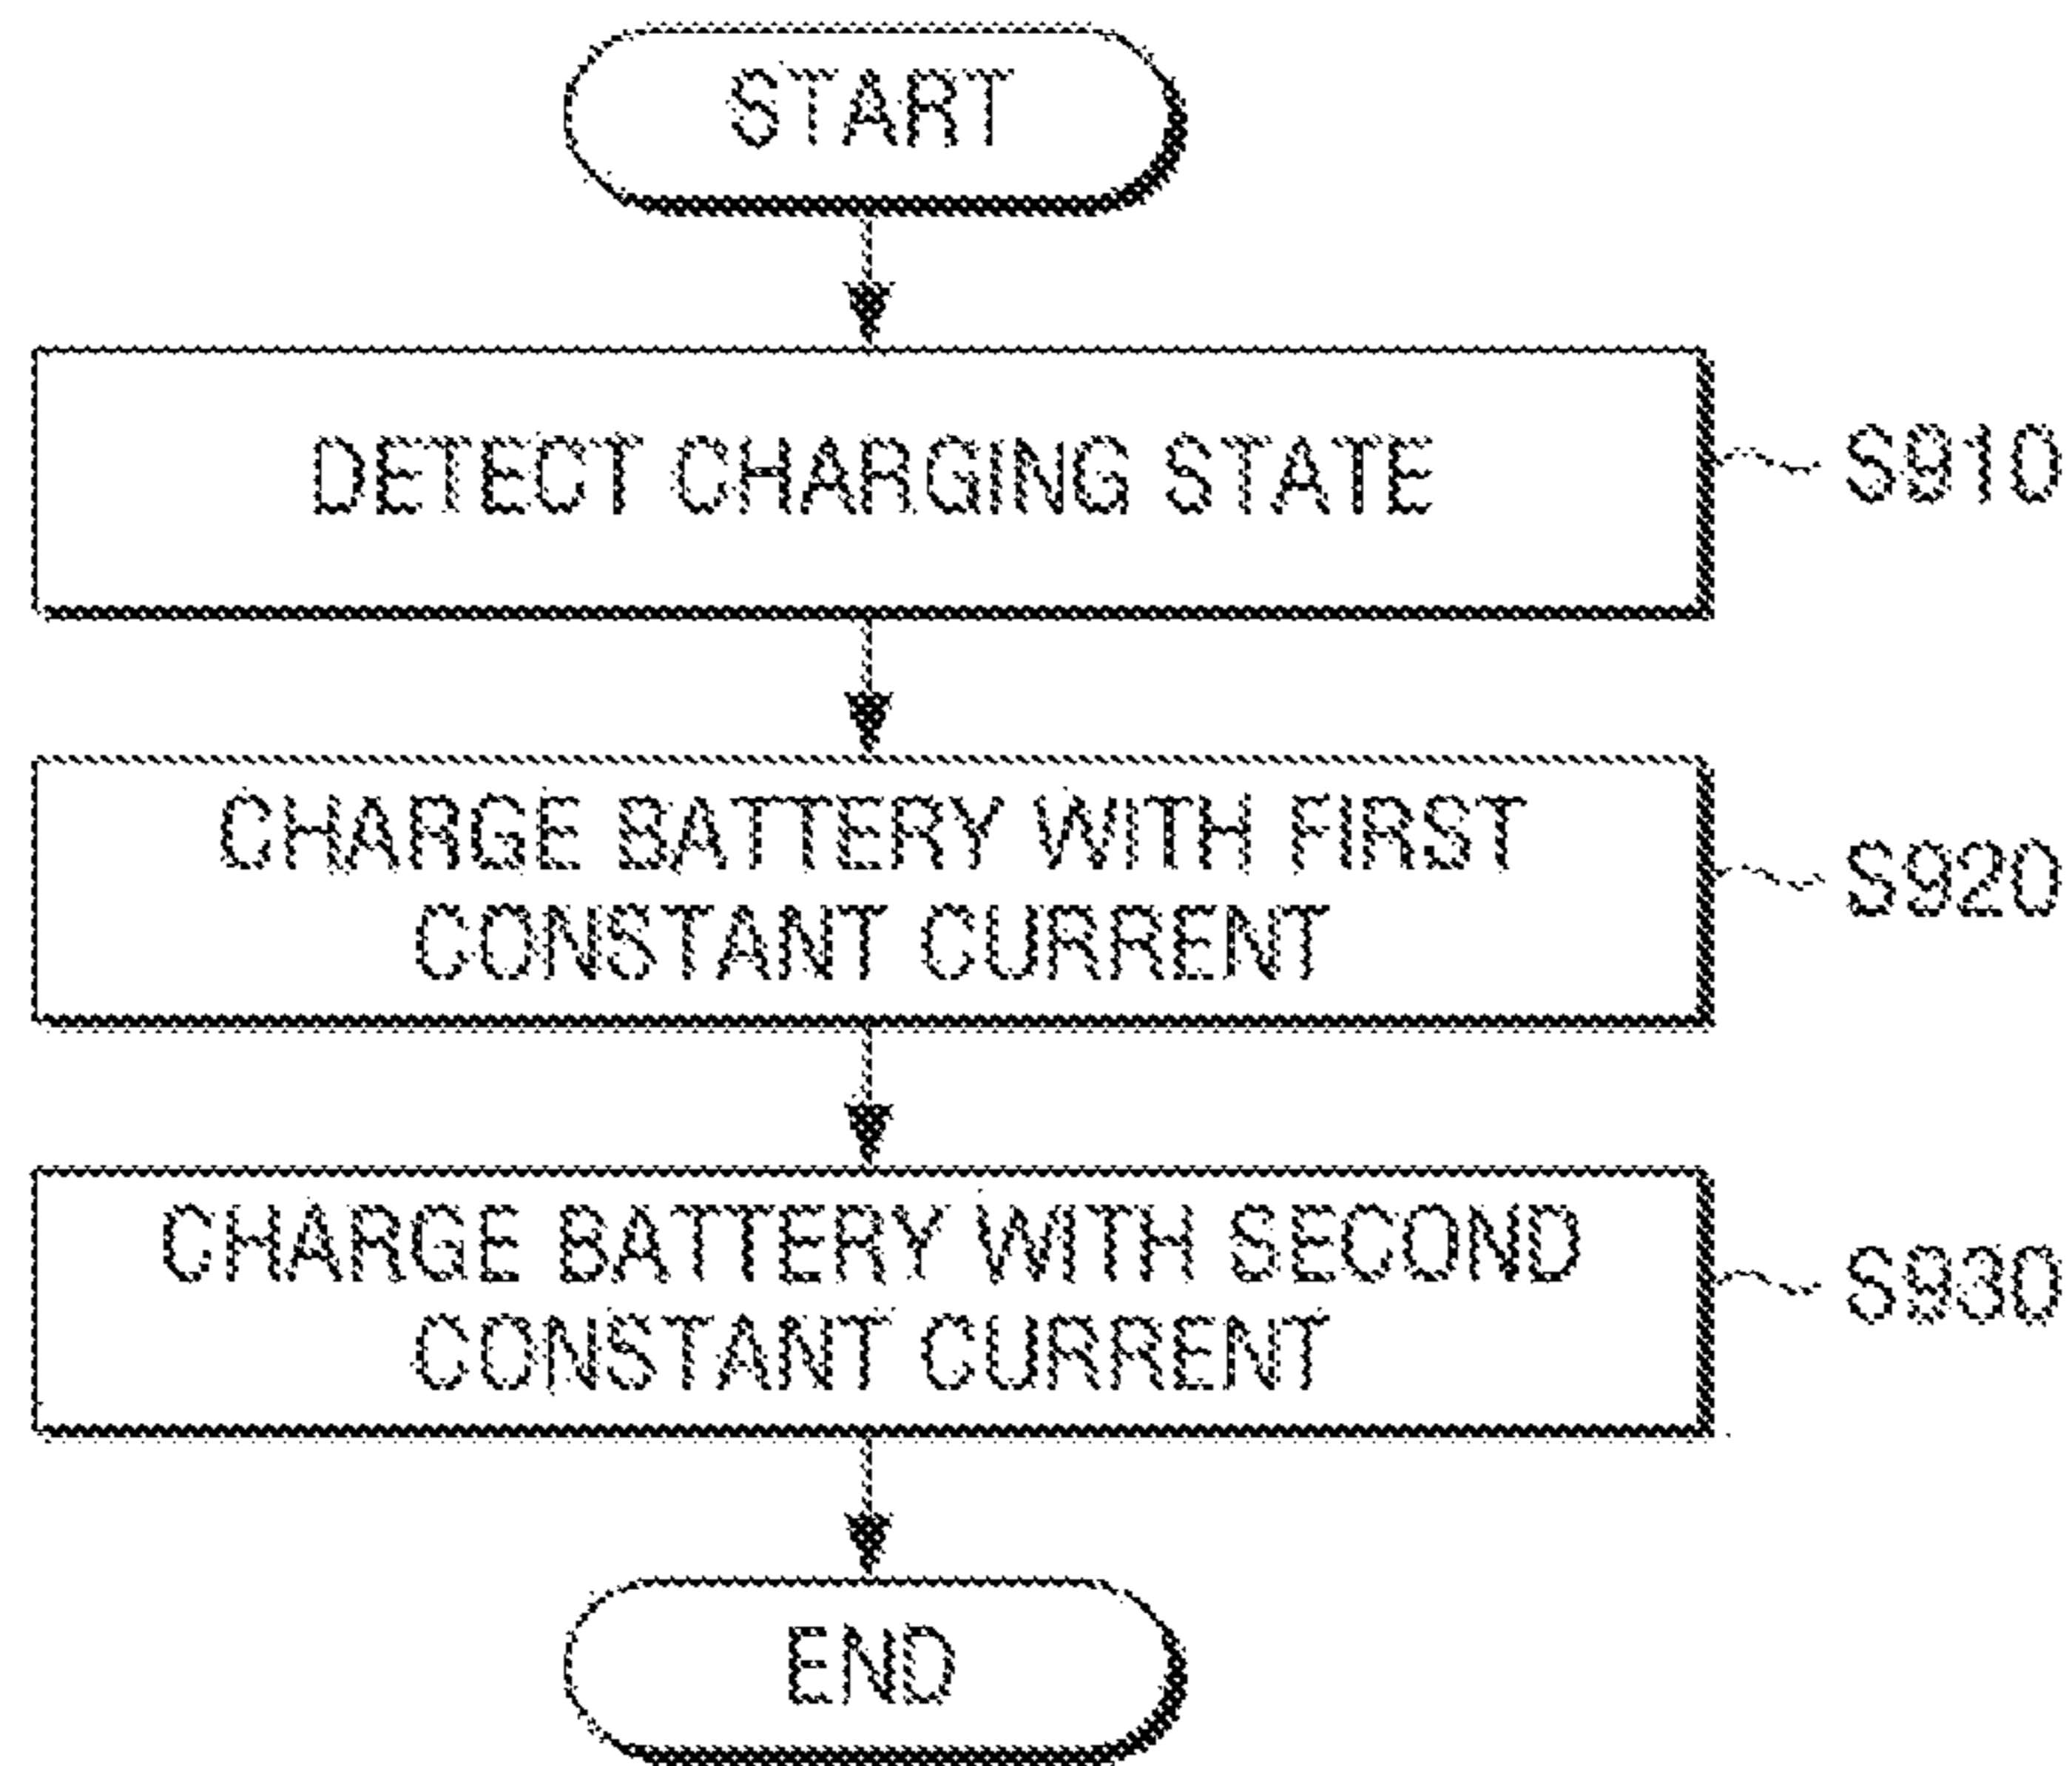 START
DETECT CHARGING STATE
S910
CHARGE BATTERY WITH FIRST
CONSTANT CURRENT
S920
CHARGE BATTERY WITH SECOND
CONSTANT CURRENT
S930
END